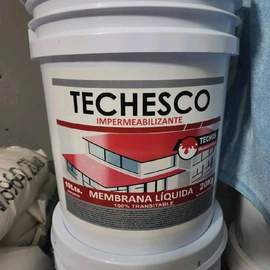 TECHESCO
IMPERMEABILIZANTE
MEMBRANA LÍQUIDA
100% TRANSITABLE